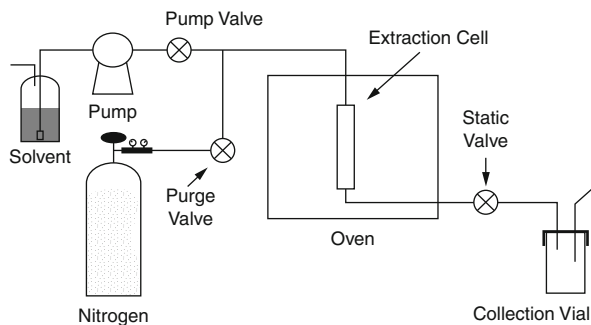 Pump Valve
Extraction Cell
Pump
Solvent
Static
Valve
Purge
Valve
Oven
Nitrogen
Collection Vial